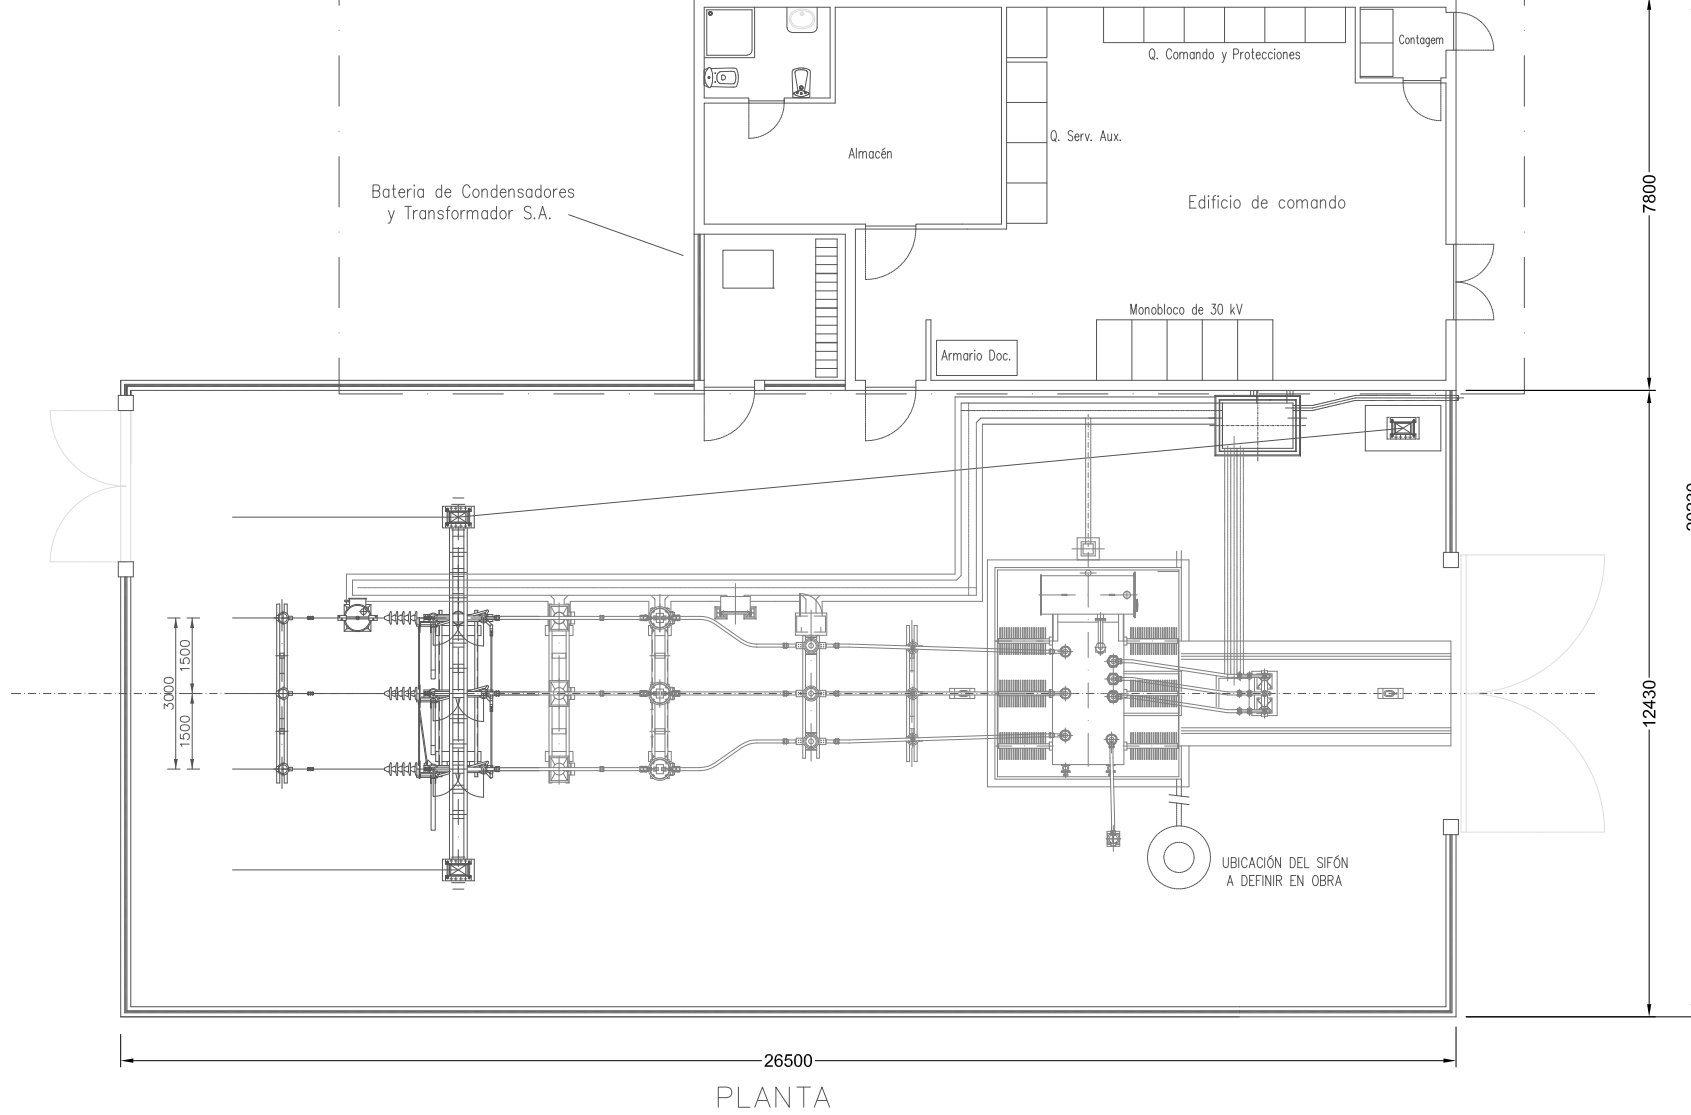 Contagem
Q. Comando y Protecciones
Q. Serv. Aux.
Almacén
Bateria de Condensadores
y Transformador S.A.
Edificio de comando
7800
Monobloco de 30 kV
Armario Doc.
1500
3000
1500
12430
UBICACIÓN DEL SIFÓN
A DEFINIR EN OBRA
26500
PLANTA